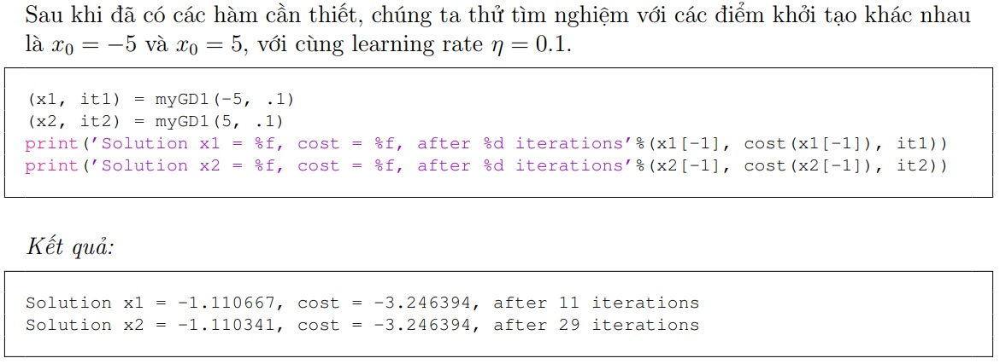 Sau khi đã có các hàm cần thiết, chúng ta thử tìm nghiệm với các điểm khởi tạo khác nhau
là x₀ = −5 và x₀ = 5, với cùng learning rate η = 0.1.
(x1, it1) = myGD1(-5, .1)
(x2, it2) = myGD1(5, .1)
print('Solution x1 = %f, cost = %f, after %d iterations'%(x1[-1], cost(x1[-1]), it1))
print('Solution x2 = %f, cost = %f, after %d iterations'%(x2[-1], cost(x2[-1]), it2))
Kết quả:
Solution x1 = -1.110667, cost = -3.246394, after 11 iterations
Solution x2 = -1.110341, cost = -3.246394, after 29 iterations